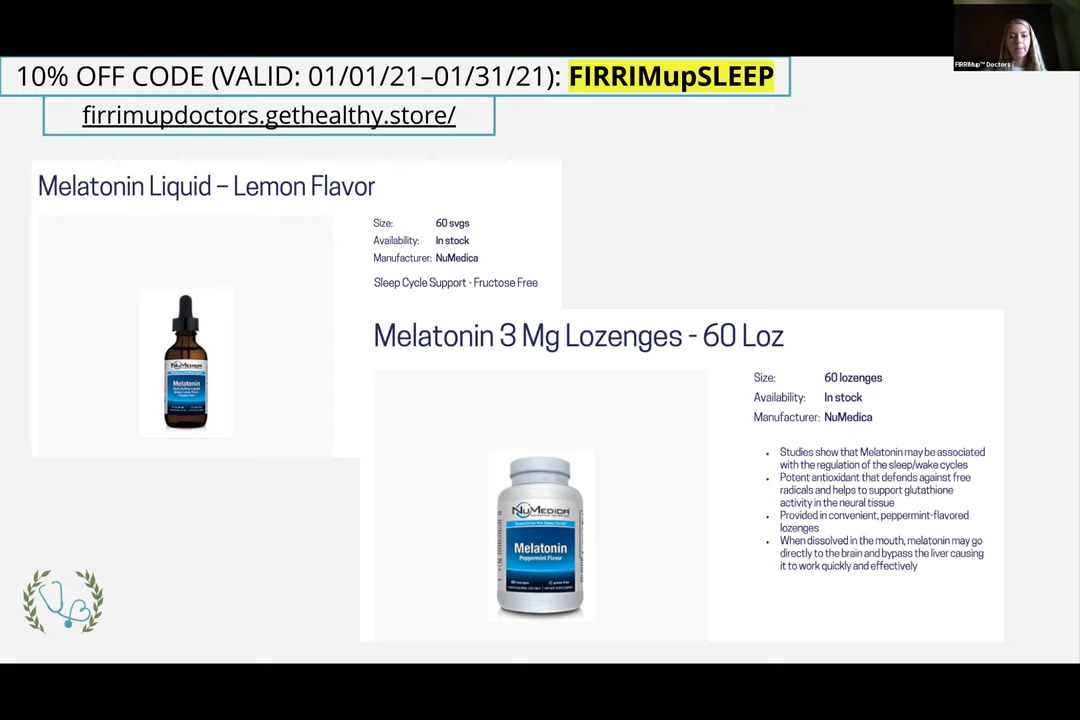 10% OFF CODE (VALID: 01/01/21–01/31/21): FIRRIMupSLEEP
FIRRIMup™ Doctors
firrimupdoctors.gethealthy.store/
Melatonin Liquid – Lemon Flavor
Size: 60 svgs
Availability: In stock
Manufacturer: NuMedica
Sleep Cycle Support - Fructose Free
NuMedica
Melatonin
Melatonin 3 Mg Lozenges - 60 Loz
Size: 60 lozenges
Availability: In stock
Manufacturer: NuMedica
• Studies show that Melatonin may be associated
with the regulation of the sleep/wake cycles
• Potent antioxidant that defends against free
radicals and helps to support glutathione
activity in the neural tissue
• Provided in convenient, peppermint-flavored
lozenges
• When dissolved in the mouth, melatonin may go
directly to the brain and bypass the liver causing
it to work quickly and effectively
NuMedica
Melatonin
Peppermint Flavor